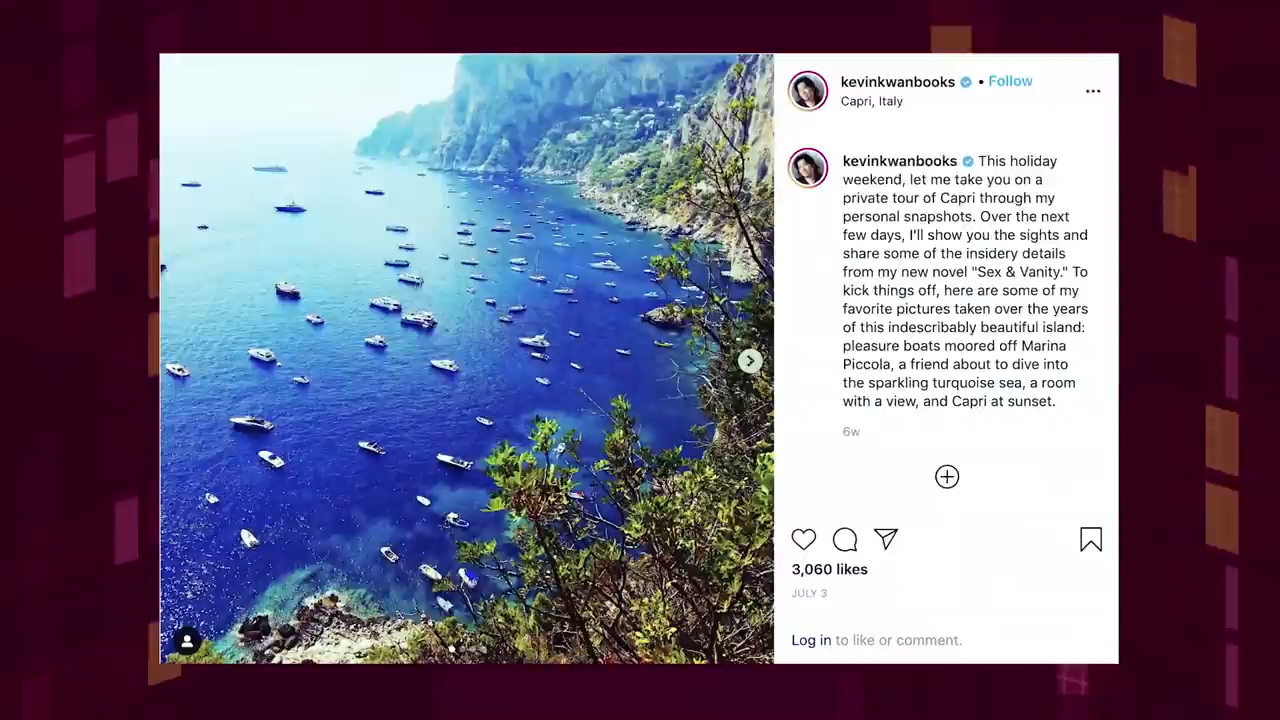 kevinkwanbooks • Follow
Capri, Italy
kevinkwanbooks This holiday
weekend, let me take you on a
private tour of Capri through my
personal snapshots. Over the next
few days, I'll show you the sights and
share some of the insidery details
from my new novel "Sex & Vanity." To
kick things off, here are some of my
favorite pictures taken over the years
of this indescribably beautiful island:
pleasure boats moored off Marina
Piccola, a friend about to dive into
the sparkling turquoise sea, a room
with a view, and Capri at sunset.
6w
3,060 likes
JULY 3
Log in to like or comment.